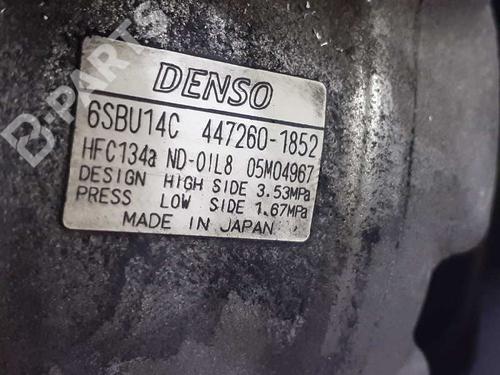 B-PARTS
DENSO
6SBU14C 447260-1852
HFC134a ND-OIL8 05M04967
DESIGN HIGH SIDE 3.53MPa
PRESS LOW SIDE 1.67MPa
MADE IN JAPAN